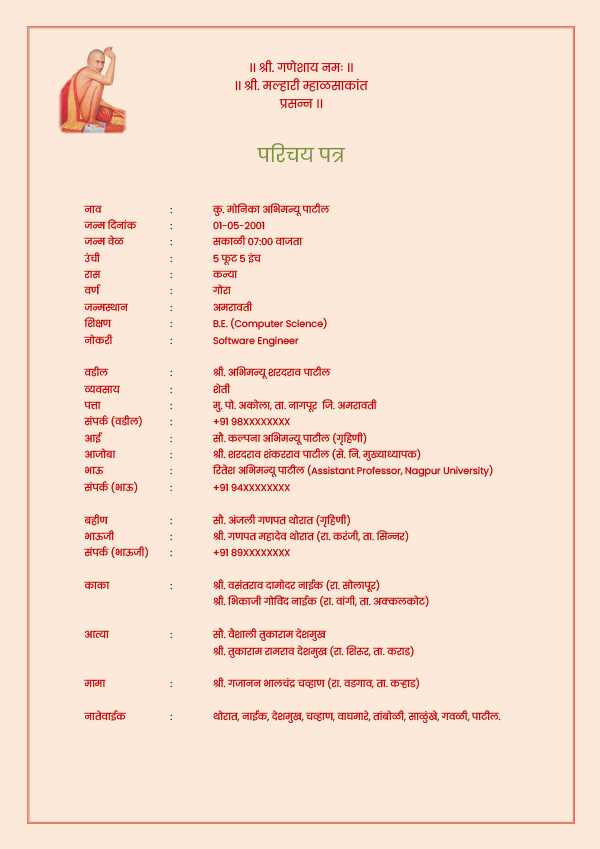 ॥ श्री. गणेशाय नमः ॥
॥ श्री. मल्हारी म्हाळसाकांत
प्रसन्न ॥
परिचय पत्र
नाव : कु. मोनिका अभिमन्यू पाटील
जन्म दिनांक : 01-05-2001
जन्म वेळ : सकाळी 07:00 वाजता
उंची : 5 फूट 5 इंच
रास : कन्या
वर्ण : गोरा
जन्मस्थान : अमरावती
शिक्षण : B.E. (Computer Science)
नोकरी : Software Engineer
वडील : श्री. अभिमन्यू शरदराव पाटील
व्यवसाय : शेती
पत्ता : मु. पो. अकोला, ता. नागपूर जि. अमरावती
संपर्क (वडील) : +91 98XXXXXXXX
आई : सौ. कल्पना अभिमन्यू पाटील (गृहिणी)
आजोबा : श्री. शरदराव शंकरराव पाटील (से. नि. मुख्याध्यापक)
भाऊ : रितेश अभिमन्यू पाटील (Assistant Professor, Nagpur University)
संपर्क (भाऊ) : +91 94XXXXXXXX
बहीण : सौ. अंजली गणपत थोरात (गृहिणी)
भाऊजी : श्री. गणपत महादेव थोरात (रा. करंजी, ता. सिन्नर)
संपर्क (भाऊजी) : +91 89XXXXXXXX
काका : श्री. वसंतराव दामोदर नाईक (रा. सोलापूर)
श्री. भिकाजी गोविंद नाईक (रा. वांगी, ता. अक्कलकोट)
आत्या : सौ. वैशाली तुकाराम देशमुख
श्री. तुकाराम रामराव देशमुख (रा. शिरूर, ता. कराड)
मामा : श्री. गजानन भालचंद्र चव्हाण (रा. वडगाव, ता. कऱ्हाड)
नातेवाईक : थोरात, नाईक, देशमुख, चव्हाण, वाघमारे, तांबोळी, साळुंखे, गवळी, पाटील.